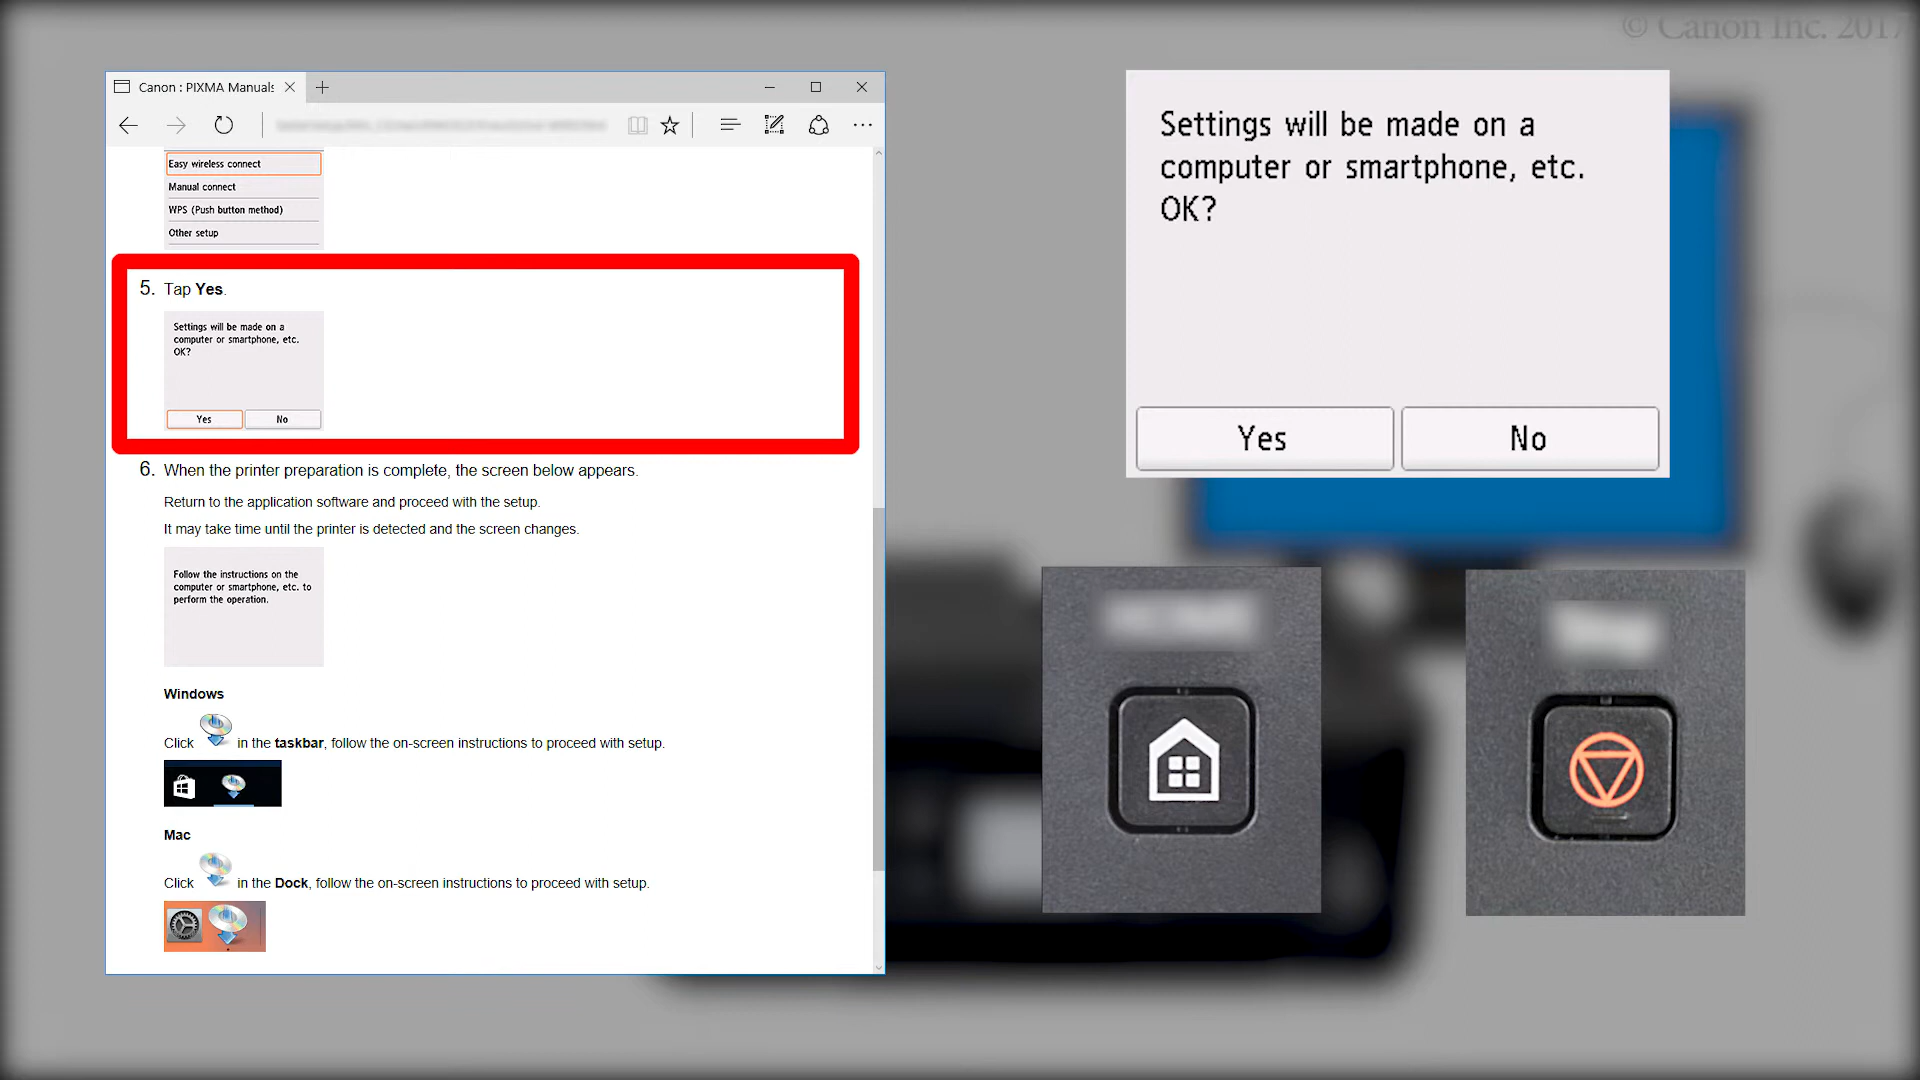 © Canon Inc. 2017
Canon : PIXMA Manuals
Easy wireless connect
Manual connect
WPS (Push button method)
Other setup
5. Tap Yes.
Settings will be made on a
computer or smartphone, etc.
OK?
Yes No
6. When the printer preparation is complete, the screen below appears.
Return to the application software and proceed with the setup.
It may take time until the printer is detected and the screen changes.
Follow the instructions on the
computer or smartphone, etc. to
perform the operation.
Windows
Click in the taskbar, follow the on-screen instructions to proceed with setup.
Mac
Click in the Dock, follow the on-screen instructions to proceed with setup.
Settings will be made on a
computer or smartphone, etc.
OK?
Yes No